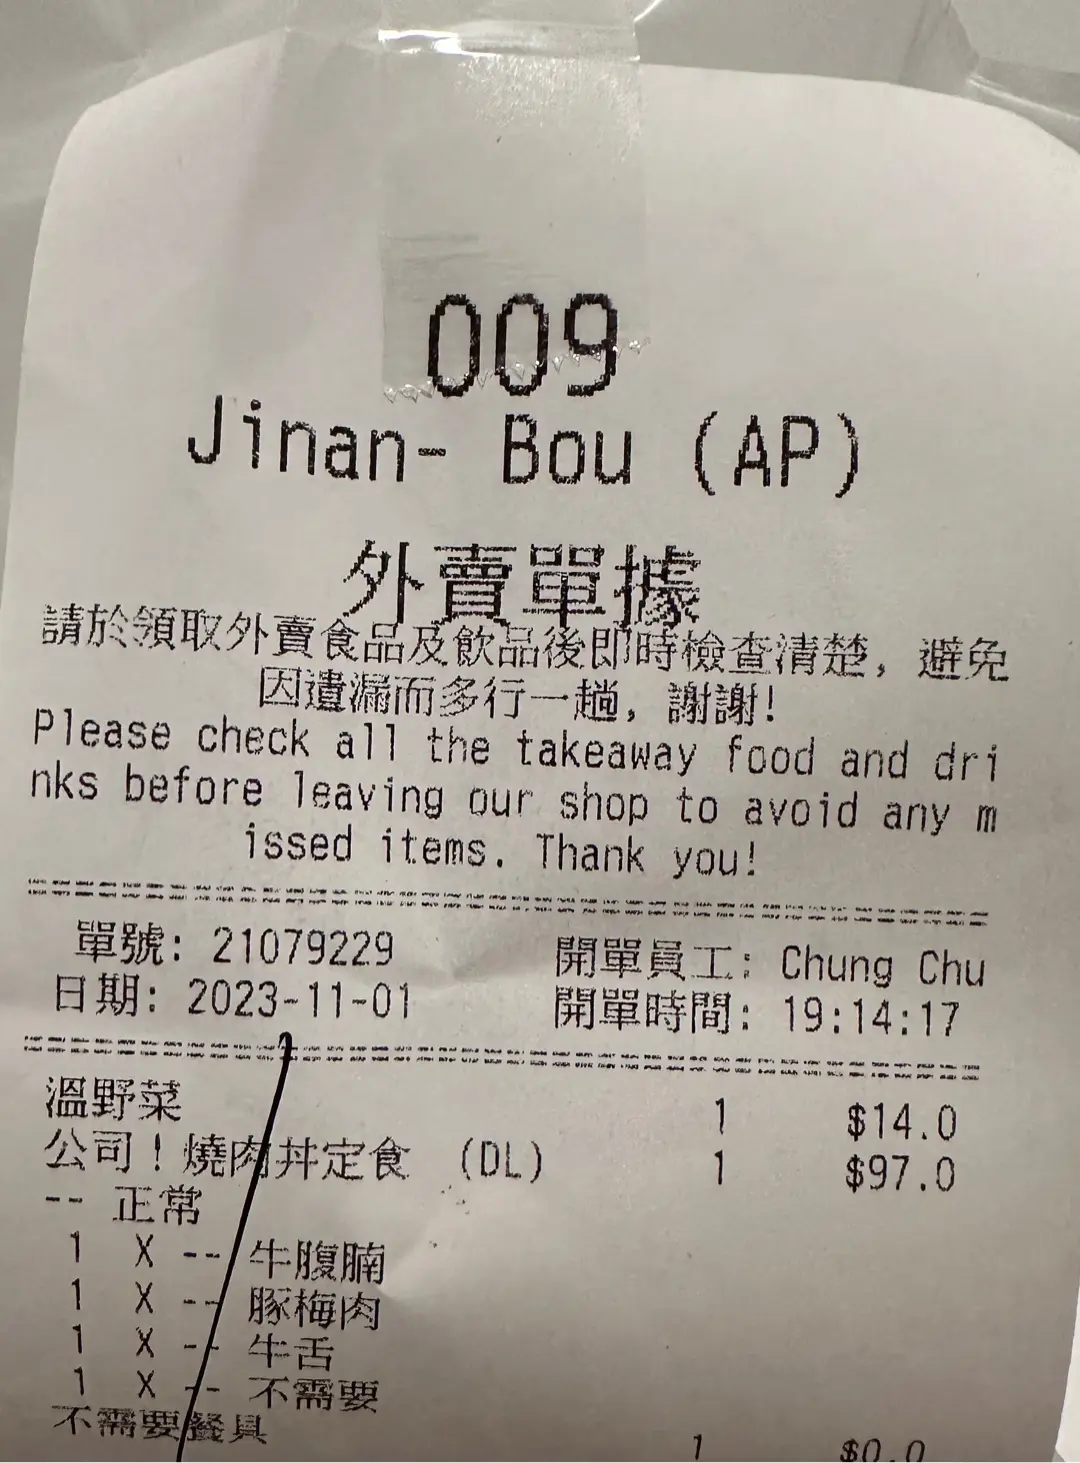 009
Jinan- Bou (AP)
外賣單據
請於領取外賣食品及飲品後即時檢查清楚, 避免
因遺漏而多行一趟, 謝謝!
Please check all the takeaway food and dri
nks before leaving our shop to avoid any m
issed items. Thank you!
單號: 21079229 開單員工: Chung Chu
日期: 2023-11-01 開單時間: 19:14:17
溫野菜 1 $14.0
公司!燒肉丼定食 (DL) 1 $97.0
-- 正常
1 X -- 牛腹腩
1 X -- 豚梅肉
1 X -- 牛舌
1 X -- 不需要
不需要餐具
1 $0.0